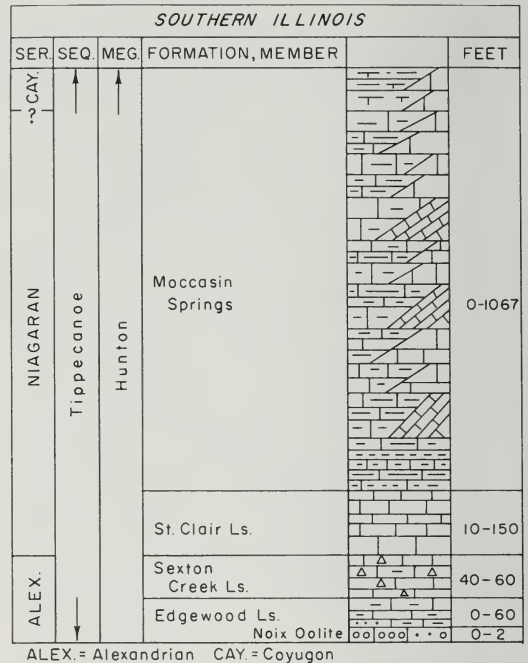 SOUTHERN ILLINOIS
SER. SEQ. MEG. FORMATION, MEMBER FEET
CAY.
?
NIAGARAN
Tippecanoe
Hunton
Moccasin
Springs
0-1067
St. Clair Ls.
10-150
ALEX.
Sexton
Creek Ls.
40-60
Edgewood Ls.
0-60
Noix Oolite
0-2
ALEX.= Alexandrian CAY.= Coyugon